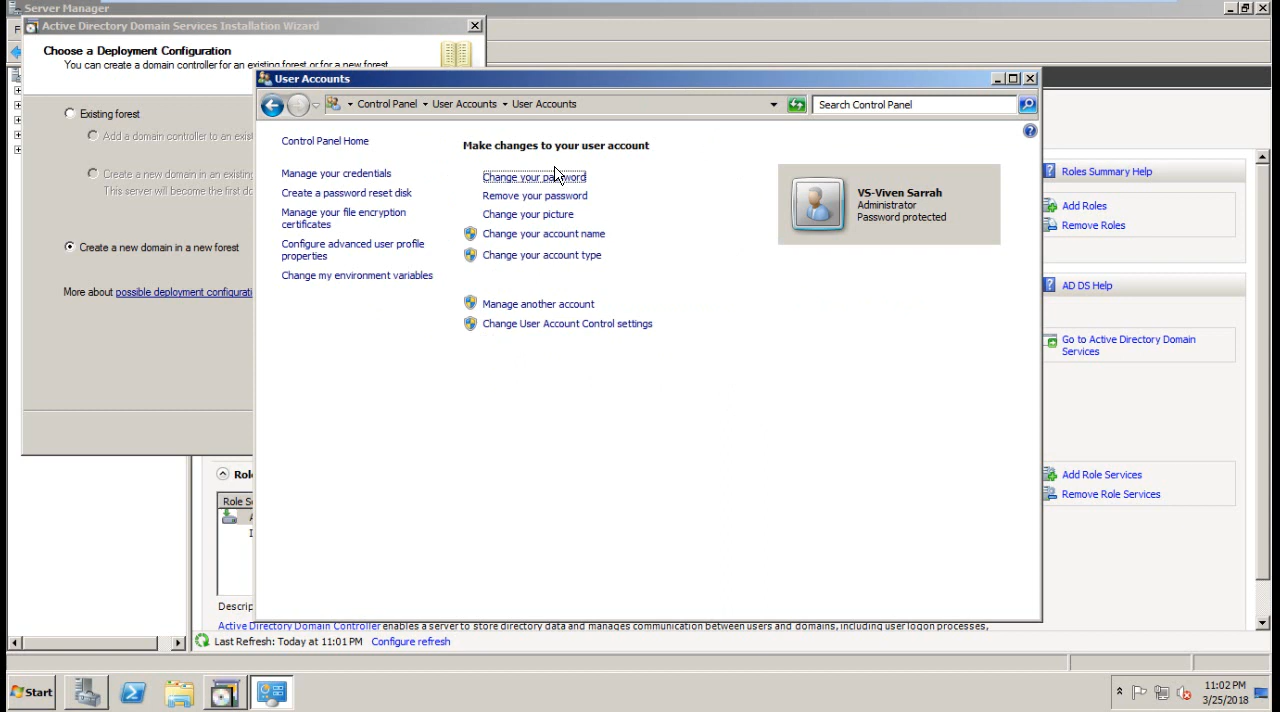 Server Manager
Active Directory Domain Services Installation Wizard
F
Choose a Deployment Configuration
You can create a domain controller for an existing forest or for a new forest.
Existing forest
Add a domain controller to an exis
Create a new domain in an existing
This server will become the first do
Create a new domain in a new forest
More about possible deployment configurati
User Accounts
Control Panel User Accounts User Accounts
Search Control Panel
Control Panel Home
Manage your credentials
Create a password reset disk
Manage your file encryption
certificates
Configure advanced user profile
properties
Change my environment variables
Make changes to your user account
Change your password
Remove your password
Change your picture
Change your account name
Change your account type
Manage another account
Change User Account Control settings
VS-Viven Sarrah
Administrator
Password protected
Roles Summary Help
Add Roles
Remove Roles
AD DS Help
Go to Active Directory Domain
Services
Add Role Services
Remove Role Services
Rol
Role S
A
I
Descrip
Active Directory Domain Controller enables a server to store directory data and manages communication between users and domains, including user logon processes,
Last Refresh: Today at 11:01 PM Configure refresh
Start
11:02 PM
3/25/2018